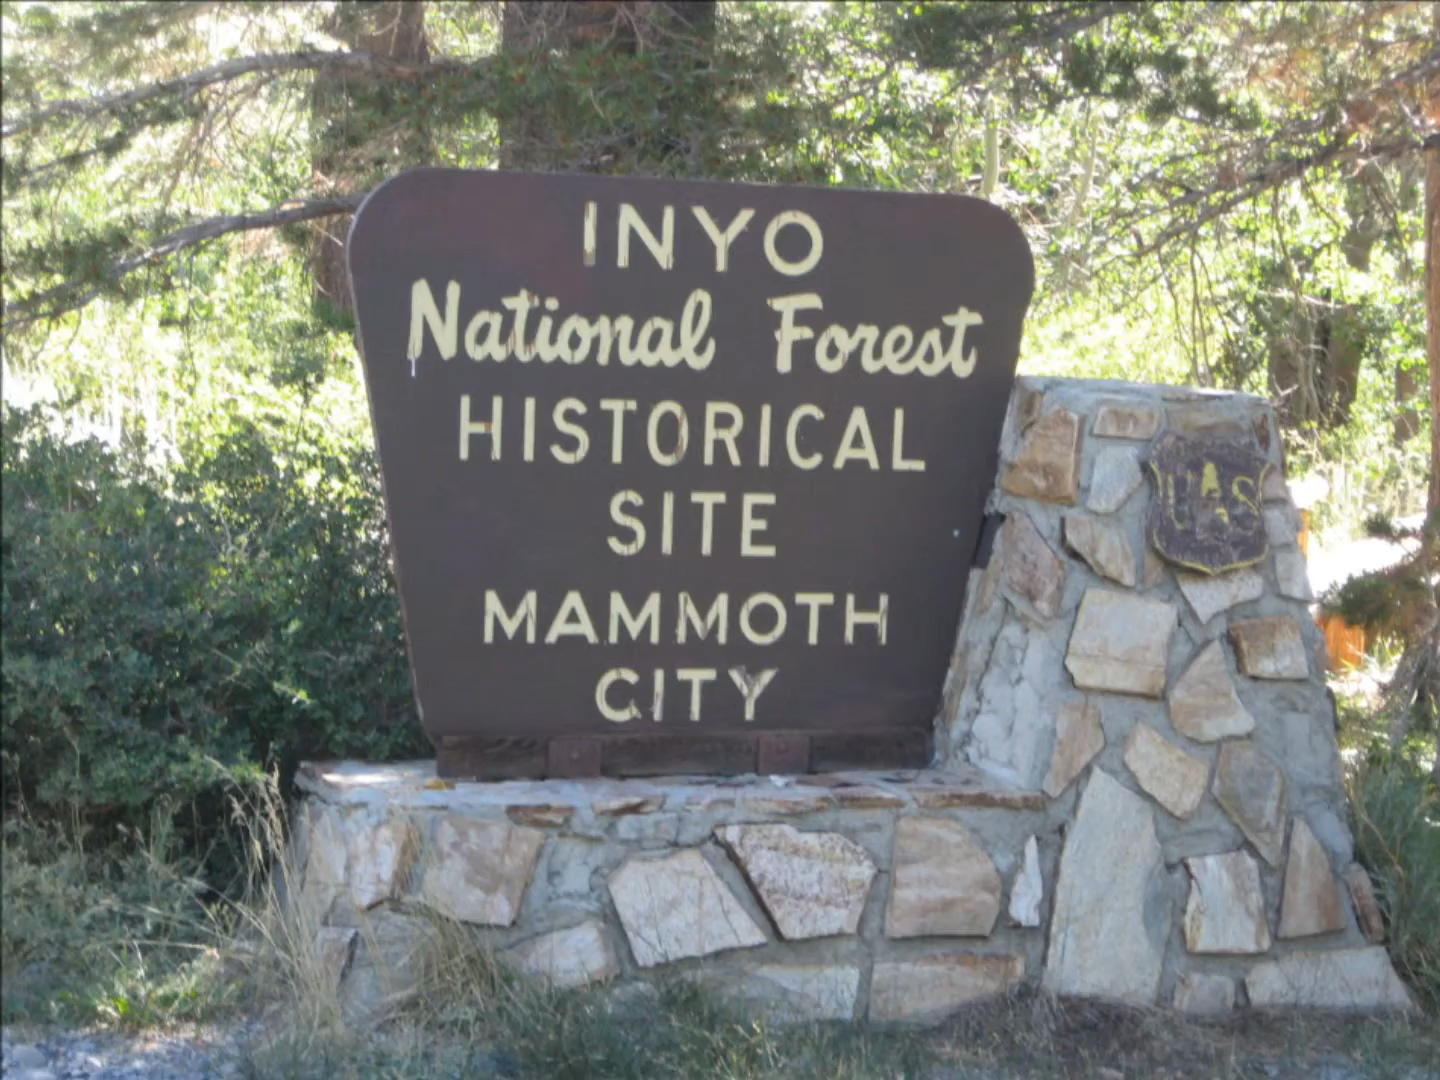 INYO
National Forest
HISTORICAL
SITE
MAMMOTH
CITY
U S